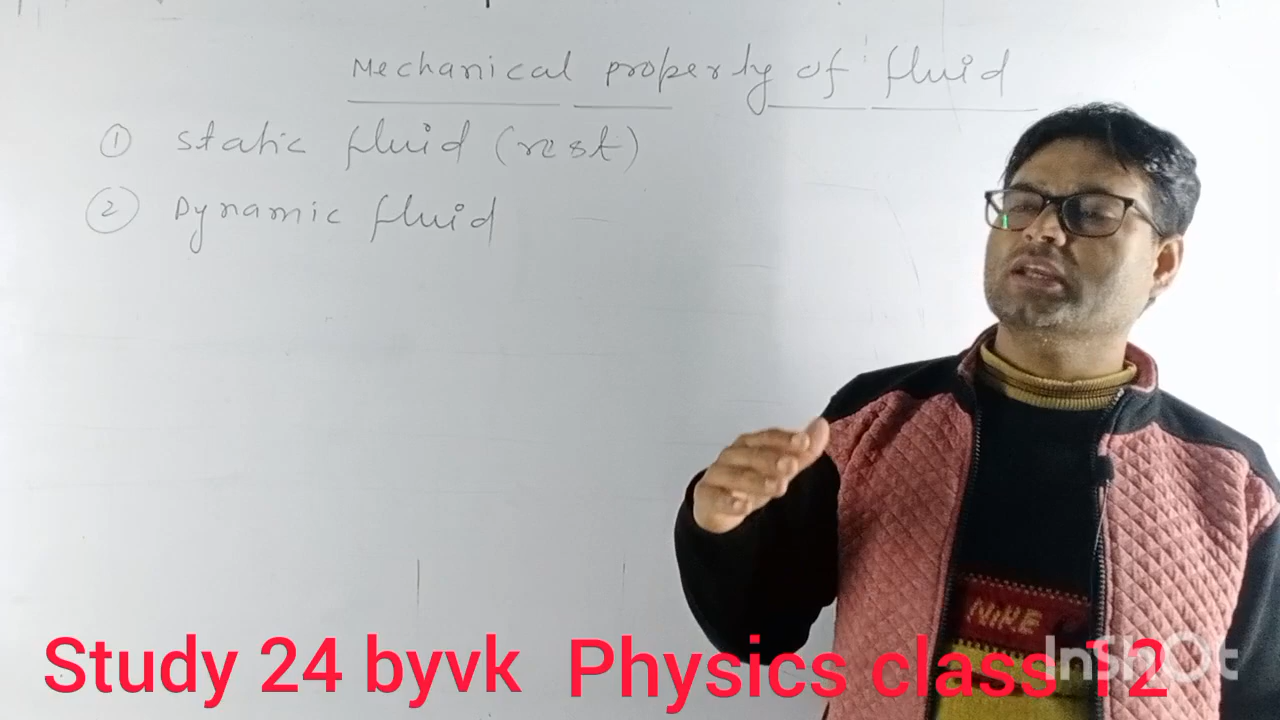 Mechanical property of fluid
① Static fluid (rest)
② Dynamic fluid
NIKE
Study 24 byvk Physics class 12
InShot